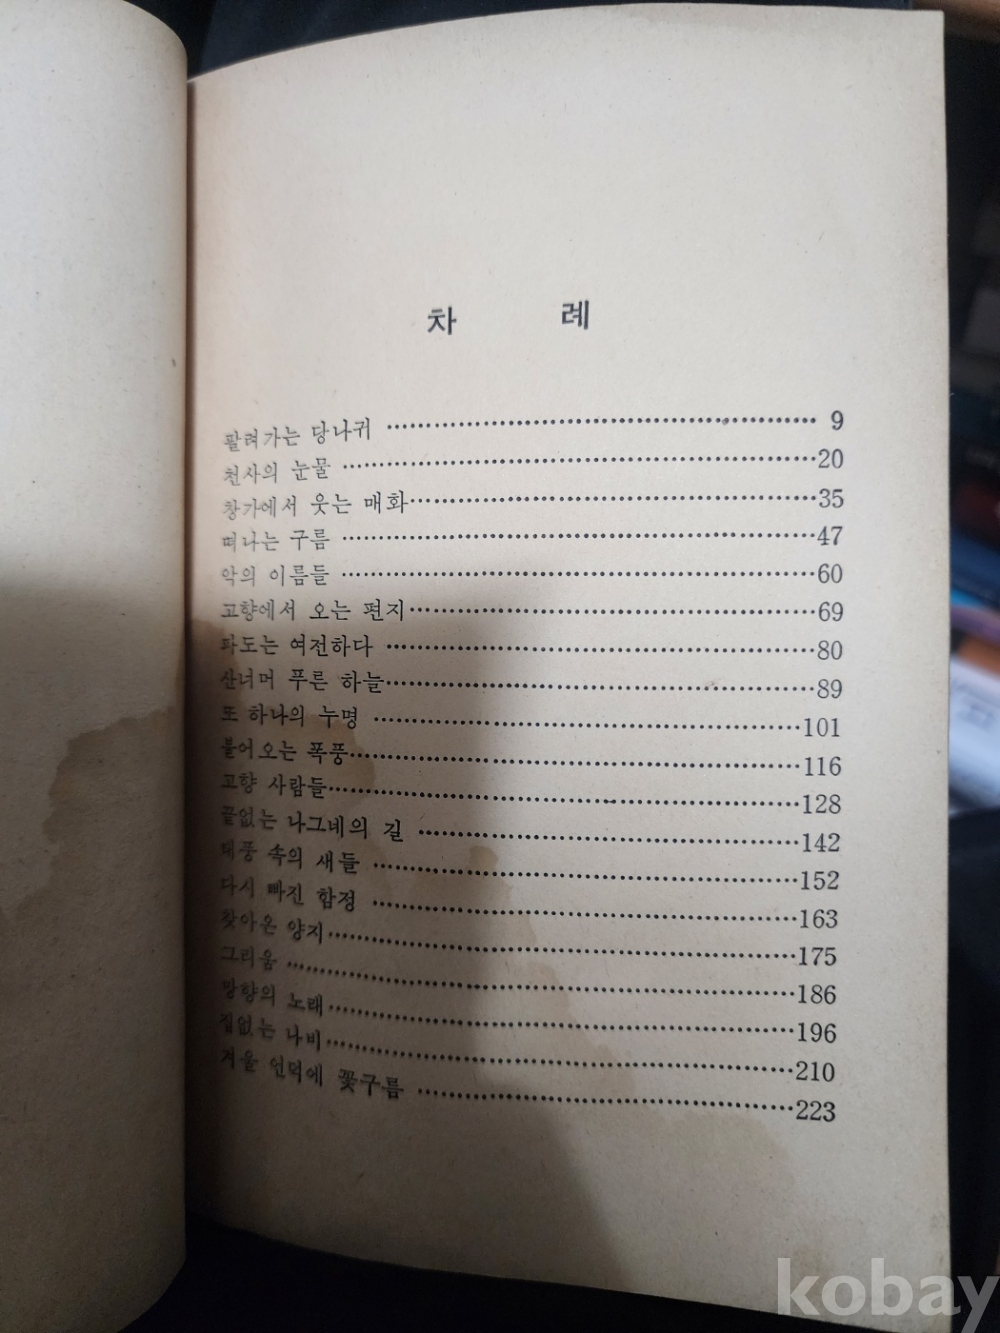 차 례
팔려가는 당나귀 ········ 9
천사의 눈물 ········ 20
창가에서 웃는 매화 ········ 35
떠나는 구름 ········ 47
악의 이름들 ········ 60
고향에서 오는 편지 ········ 69
파도는 여전하다 ········ 80
산너머 푸른 하늘 ········ 89
또 하나의 누명 ········ 101
불어오는 폭풍 ········ 116
고향 사람들 ········ 128
끝없는 나그네의 길 ········ 142
태풍 속의 새들 ········ 152
다시 빠진 함정 ········ 163
찾아온 양지 ········ 175
그리움 ········ 186
망향의 노래 ········ 196
집없는 나비 ········ 210
겨울 언덕에 꽃구름 ········ 223
kobay